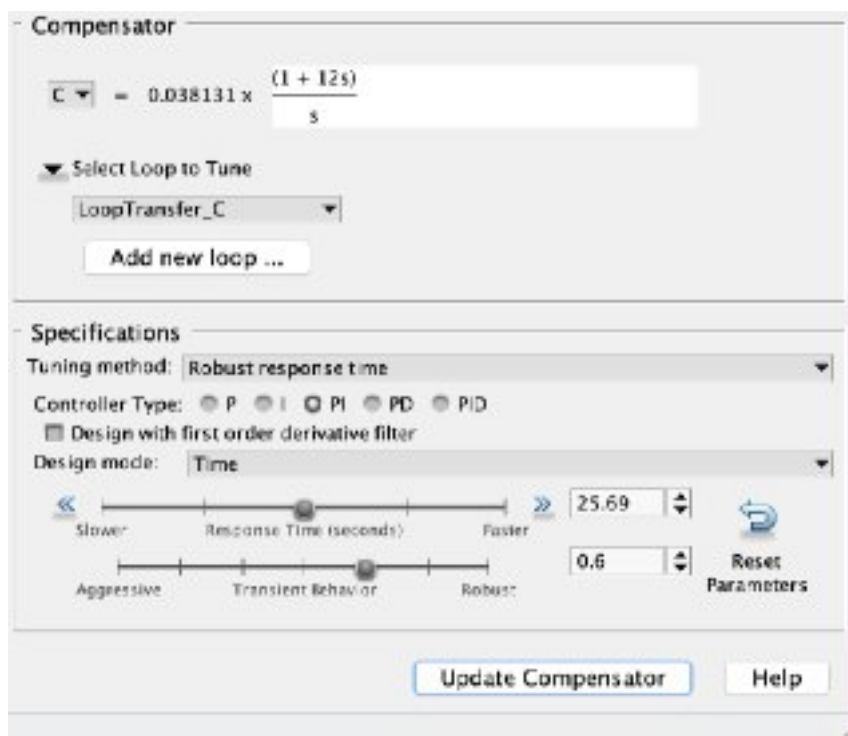 Compensator
C = 0.038131 x (1 + 12s)
s
Select Loop to Tune
LoopTransfer_C
Add new loop ...
Specifications
Tuning method: Robust response time
Controller Type: P I PI PD PID
Design with first order derivative filter
Design mode: Time
25.69
Slower Response Time (seconds) Faster
0.6 Reset
Aggressive Transient Behavior Robust Parameters
Update Compensator Help